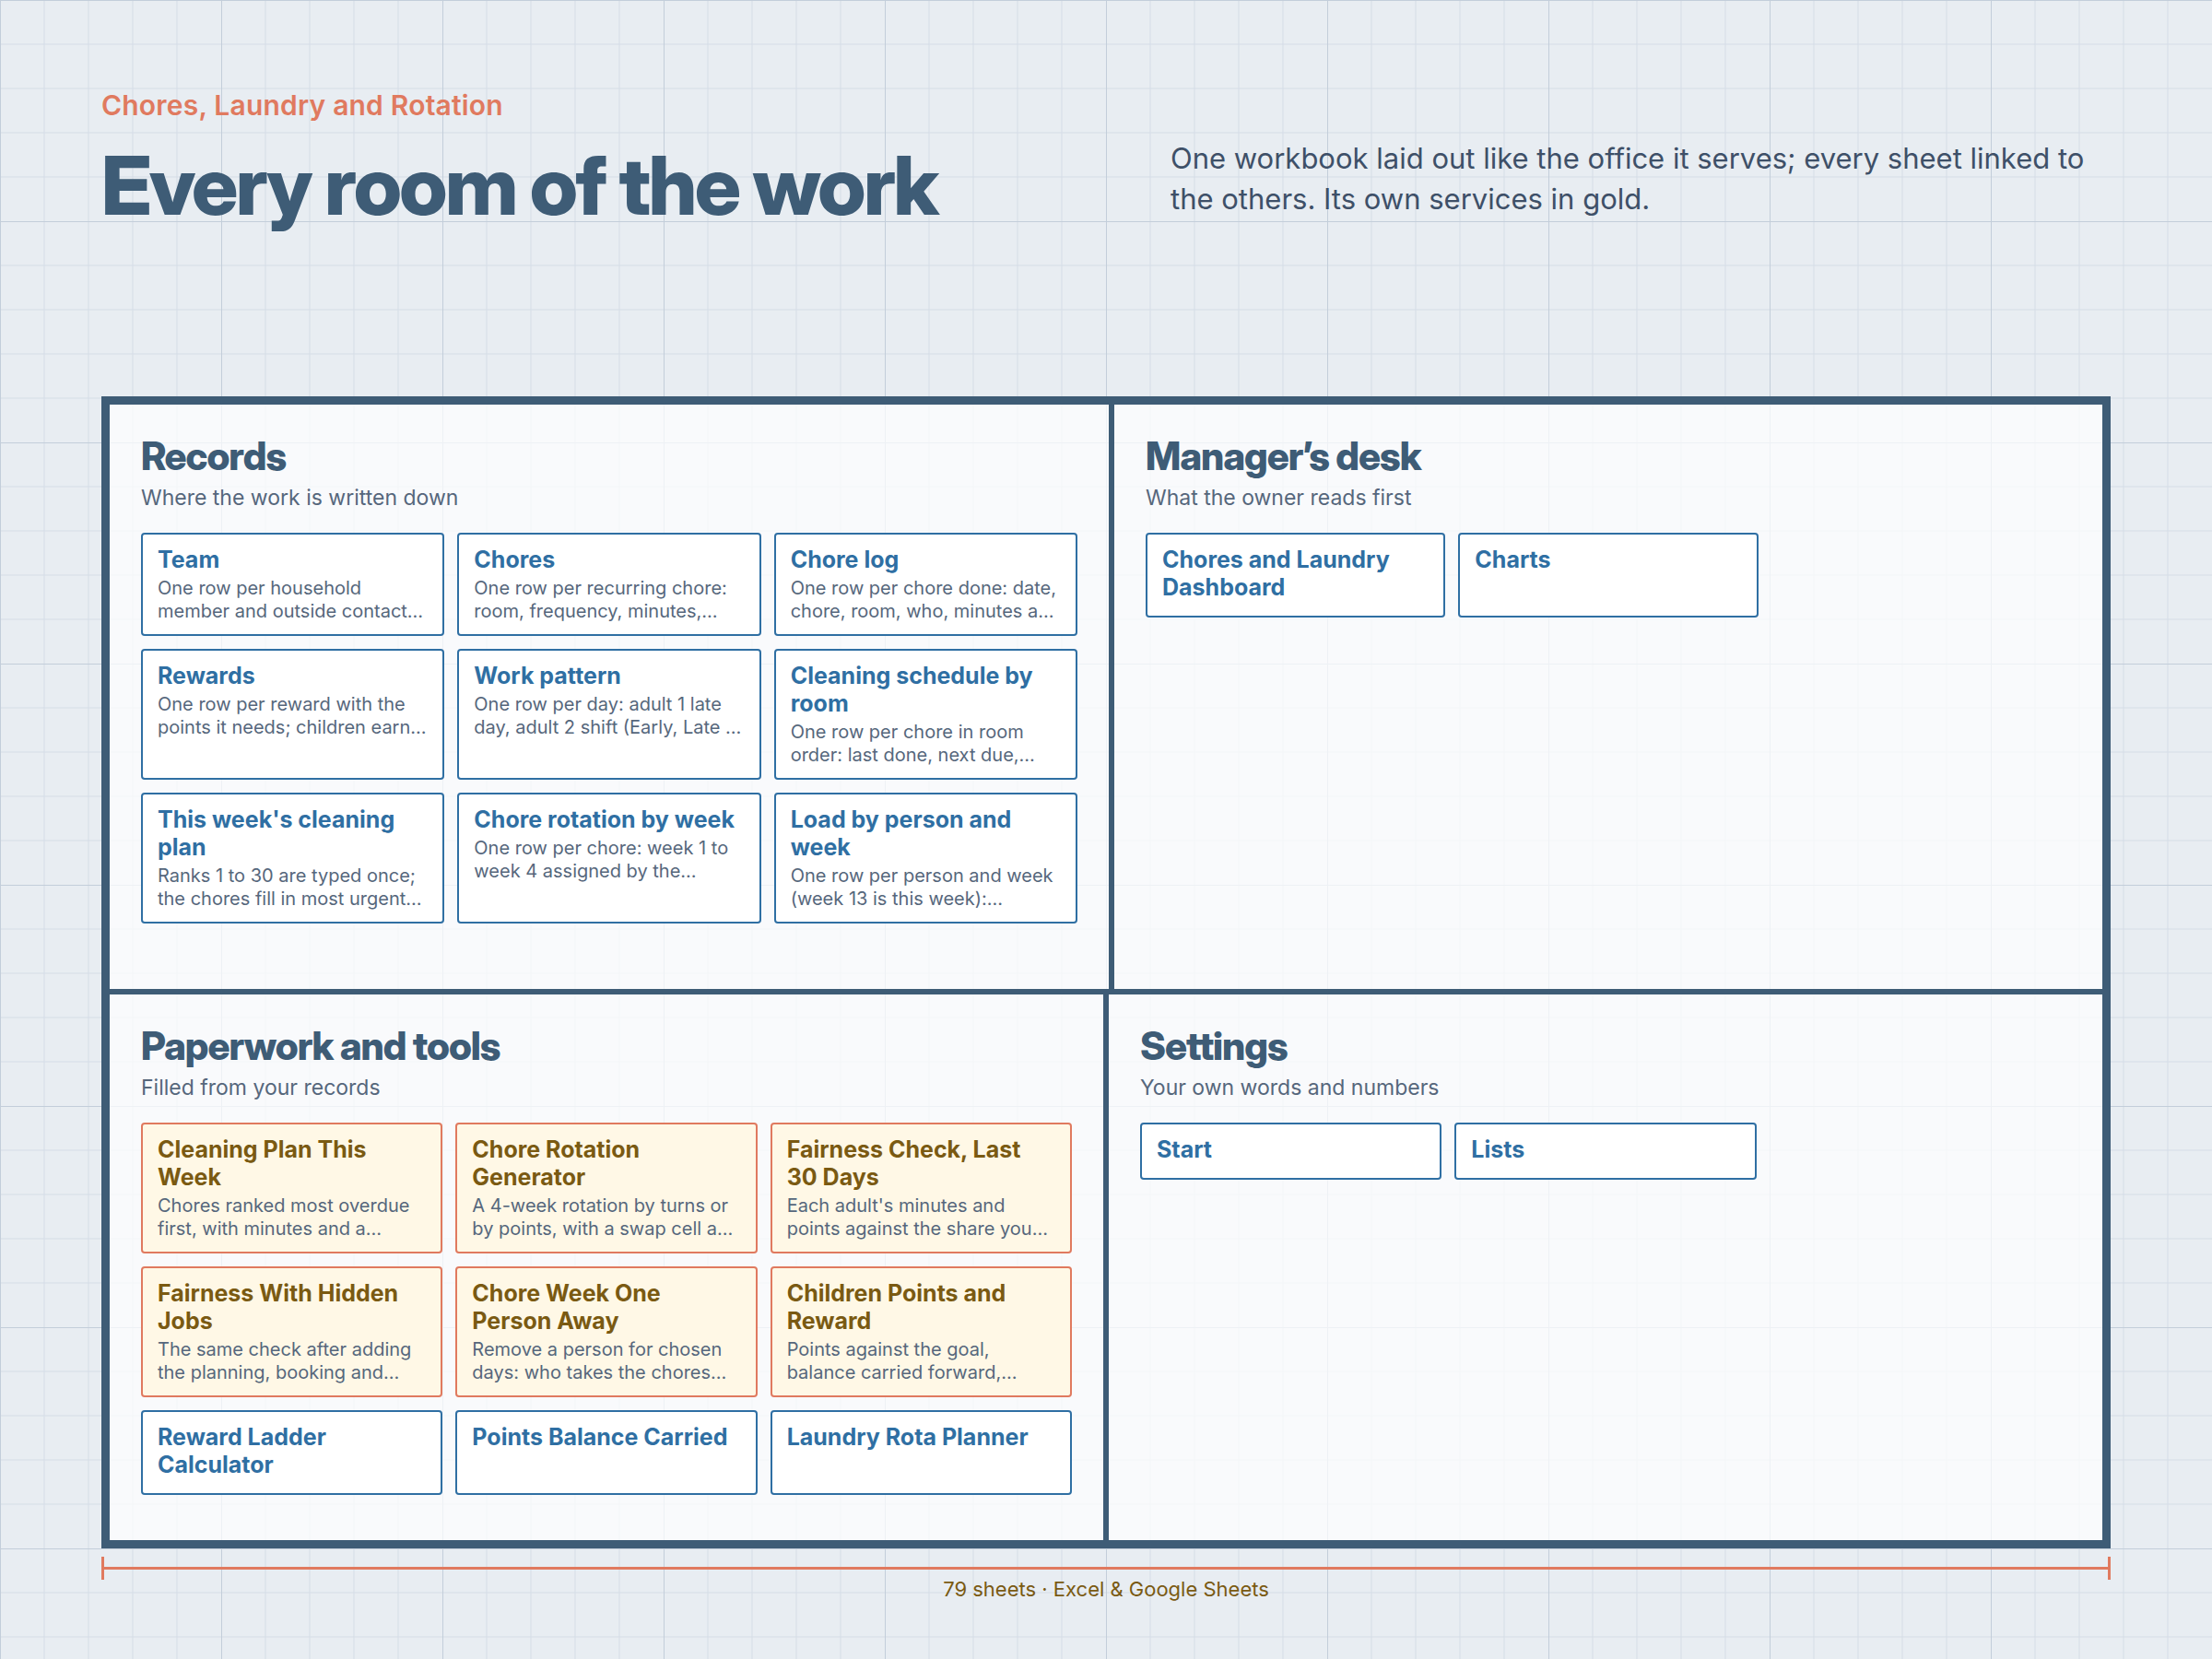 Chores, Laundry and Rotation
Every room of the work
One workbook laid out like the office it serves; every sheet linked to
the others. Its own services in gold.
Records
Where the work is written down
Team
One row per household
member and outside contact...
Chores
One row per recurring chore:
room, frequency, minutes,...
Chore log
One row per chore done: date,
chore, room, who, minutes a...
Rewards
One row per reward with the
points it needs; children earn...
Work pattern
One row per day: adult 1 late
day, adult 2 shift (Early, Late ...
Cleaning schedule by
room
One row per chore in room
order: last done, next due,...
This week's cleaning
plan
Ranks 1 to 30 are typed once;
the chores fill in most urgent...
Chore rotation by week
One row per chore: week 1 to
week 4 assigned by the...
Load by person and
week
One row per person and week
(week 13 is this week):...
Manager’s desk
What the owner reads first
Chores and Laundry
Dashboard
Charts
Paperwork and tools
Filled from your records
Cleaning Plan This
Week
Chores ranked most overdue
first, with minutes and a...
Chore Rotation
Generator
A 4-week rotation by turns or
by points, with a swap cell a...
Fairness Check, Last
30 Days
Each adult's minutes and
points against the share you...
Fairness With Hidden
Jobs
The same check after adding
the planning, booking and...
Chore Week One
Person Away
Remove a person for chosen
days: who takes the chores...
Children Points and
Reward
Points against the goal,
balance carried forward,...
Reward Ladder
Calculator
Points Balance Carried
Laundry Rota Planner
Settings
Your own words and numbers
Start
Lists
79 sheets · Excel & Google Sheets